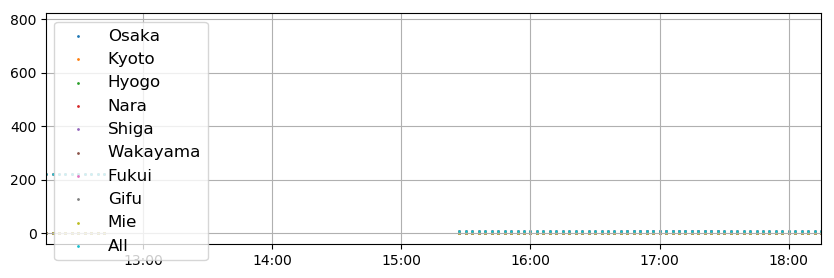 800
600
400
200
0
Osaka
Kyoto
Hyogo
Nara
Shiga
Wakayama
Fukui
Gifu
Mie
All
13:00 14:00 15:00 16:00 17:00 18:00